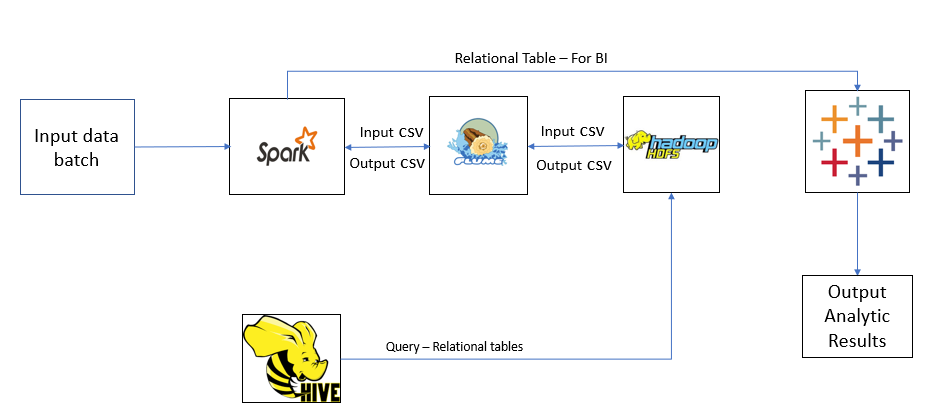 Relational Table – For BI
Input data
batch
Spark
Input CSV
Output CSV
FLUME
Input CSV
Output CSV
hadoop
HDFS
Output
Analytic
Results
Query – Relational tables
HIVE